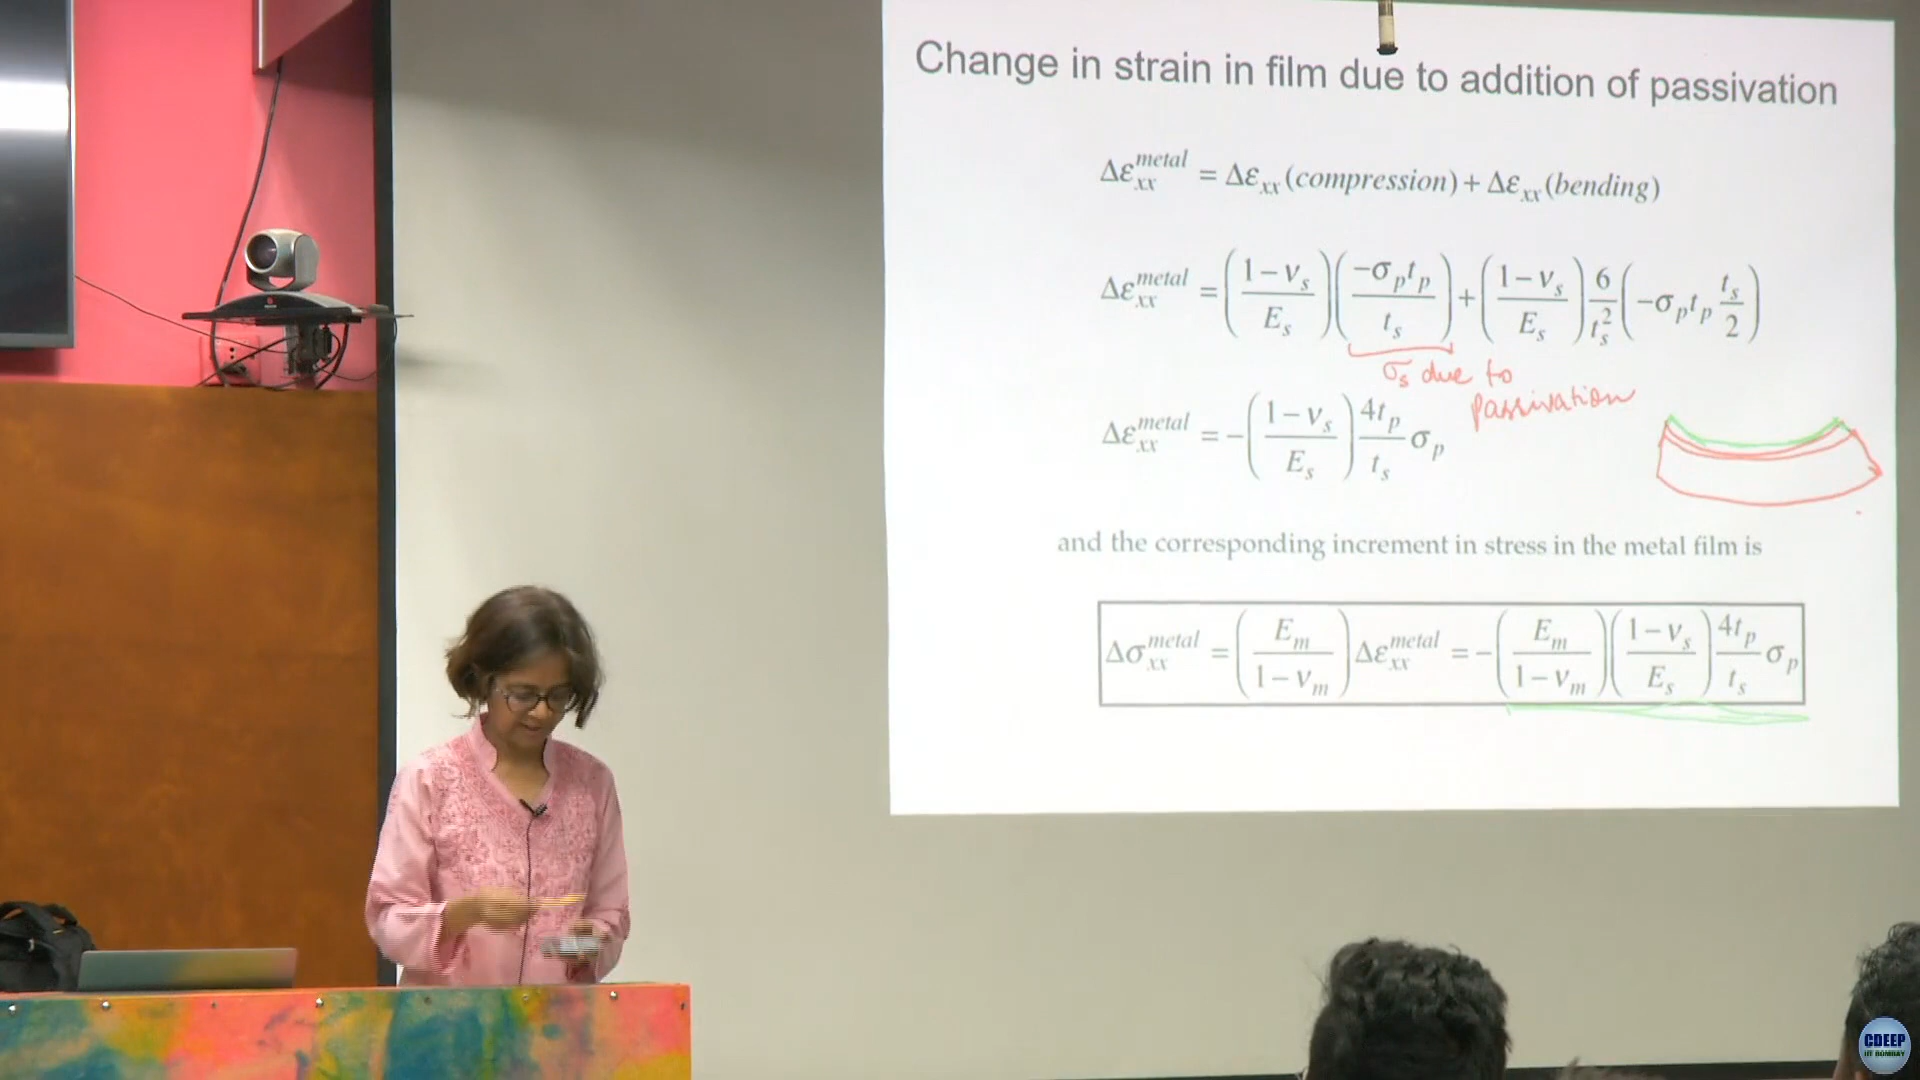 Change in strain in film due to addition of passivation
Δε_xx^metal = Δε_xx (compression) + Δε_xx (bending)
Δε_xx^metal = ((1−ν_s)/E_s)(−σ_p t_p/t_s) + ((1−ν_s)/E_s) 6/t_s^2 (−σ_p t_p t_s/2)
σ_s due to
passivation
Δε_xx^metal = −((1−ν_s)/E_s) 4t_p/t_s σ_p
and the corresponding increment in stress in the metal film is
Δσ_xx^metal = (E_m/(1−ν_m)) Δε_xx^metal = −(E_m/(1−ν_m))((1−ν_s)/E_s) 4t_p/t_s σ_p
CDEEP
IIT BOMBAY